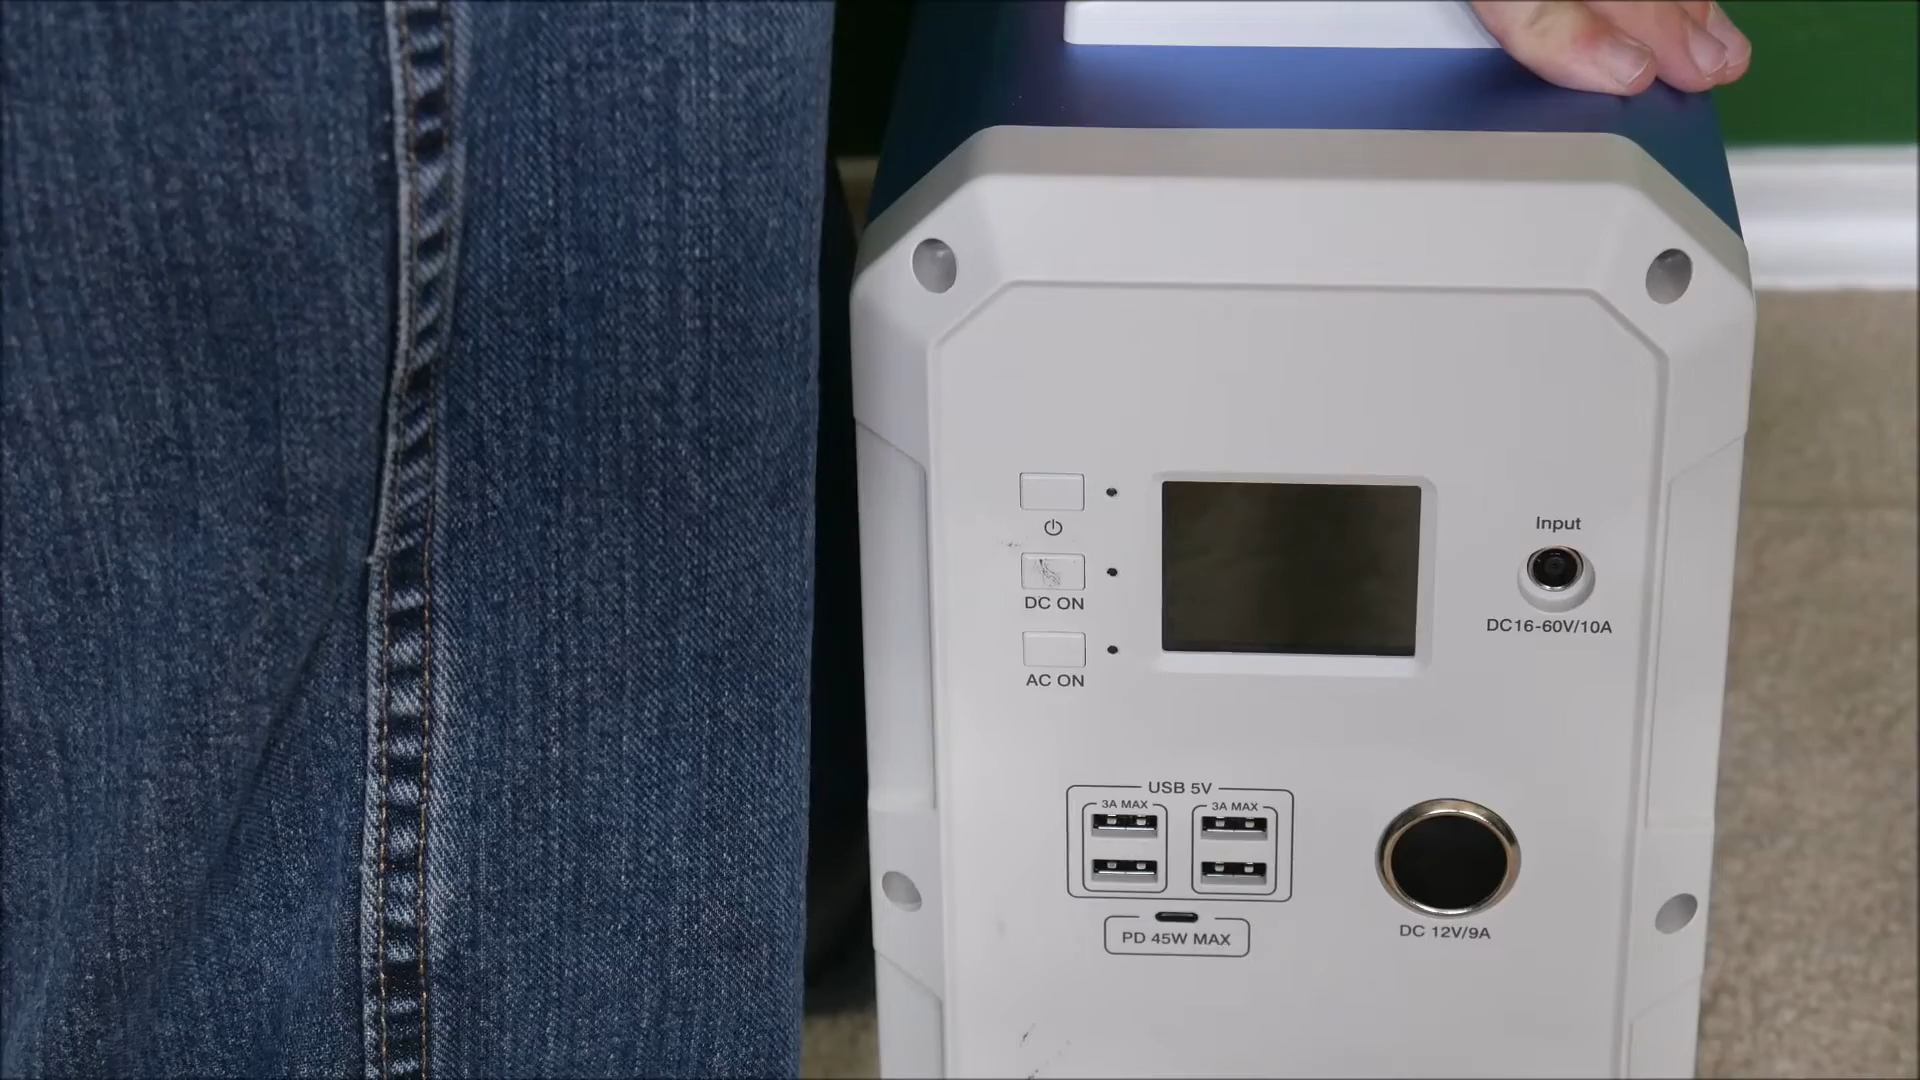 Input
DC16-60V/10A
DC ON
AC ON
USB 5V
3A MAX
3A MAX
PD 45W MAX
DC 12V/9A